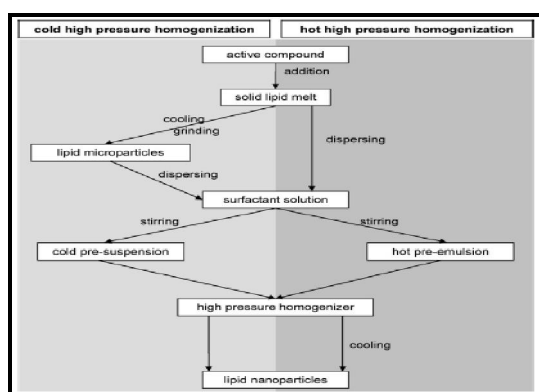 cold high pressure homogenization
hot high pressure homogenization
active compound
addition
solid lipid melt
cooling
grinding
dispersing
lipid microparticles
dispersing
surfactant solution
stirring
stirring
cold pre-suspension
hot pre-emulsion
high pressure homogenizer
cooling
lipid nanoparticles